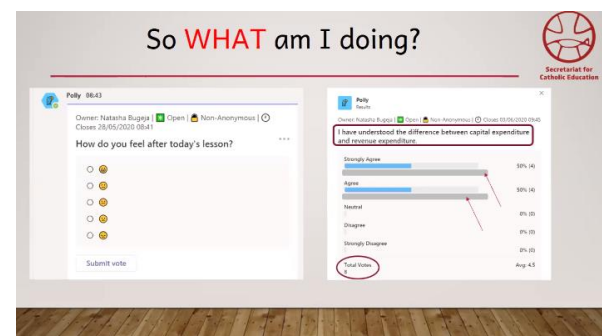 So WHAT am I doing?
Secretariat for
Catholic Education
Polly 08:43
Owner: Natasha Bugeja | Open | Non-Anonymous |
Closes 28/05/2020 08:41
How do you feel after today's lesson?
Submit vote
Polly
Results
Owner: Natasha Bugeja | Open | Non-Anonymous | Closes 03/06/2020 09:45
I have understood the difference between capital expenditure
and revenue expenditure.
Strongly Agree
50% (4)
Agree
50% (4)
Neutral
0% (0)
Disagree
0% (0)
Strongly Disagree
0% (0)
Total Votes
8
Avg: 4.5